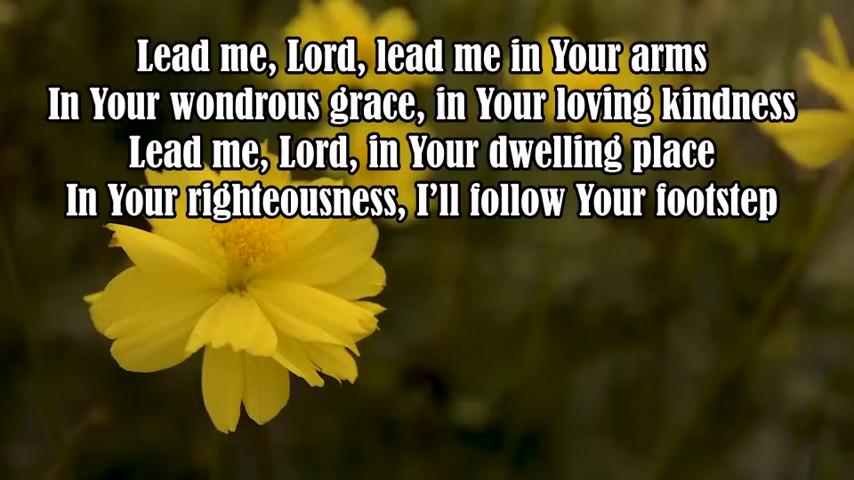 Lead me, Lord, lead me in Your arms
In Your wondrous grace, in Your loving kindness
Lead me, Lord, in Your dwelling place
In Your righteousness, I’ll follow Your footstep